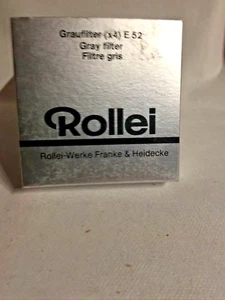 Graufilter (x4) E 52
Gray filter
Filtre gris
Rollei
Rollei-Werke Franke & Heidecke